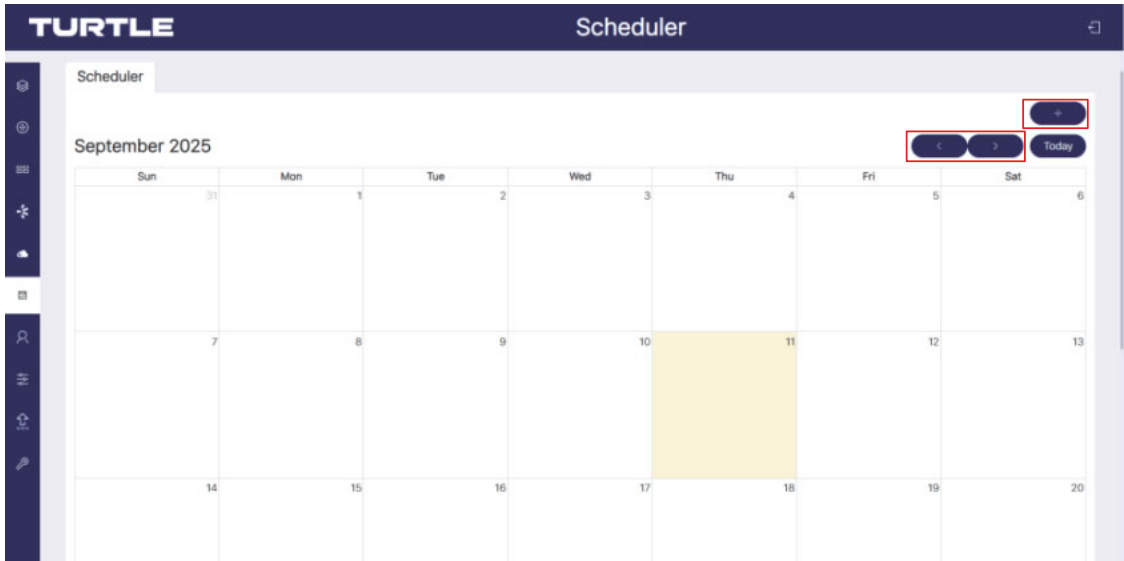 TURTLE Scheduler
Scheduler
+
September 2025 < > Today
Sun Mon Tue Wed Thu Fri Sat
31 1 2 3 4 5 6
7 8 9 10 11 12 13
14 15 16 17 18 19 20